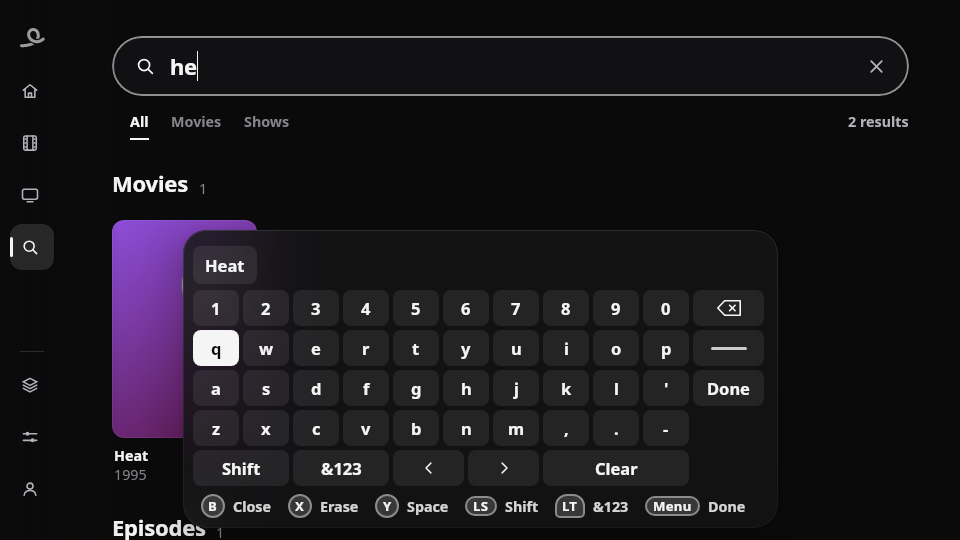 he
All Movies Shows 2 results
Movies 1
Heat
1 2 3 4 5 6 7 8 9 0
q w e r t y u i o p
a s d f g h j k l ' Done
z x c v b n m , . -
Shift &123 < > Clear
B Close X Erase Y Space LS Shift LT &123 Menu Done
Heat
1995
Episodes 1